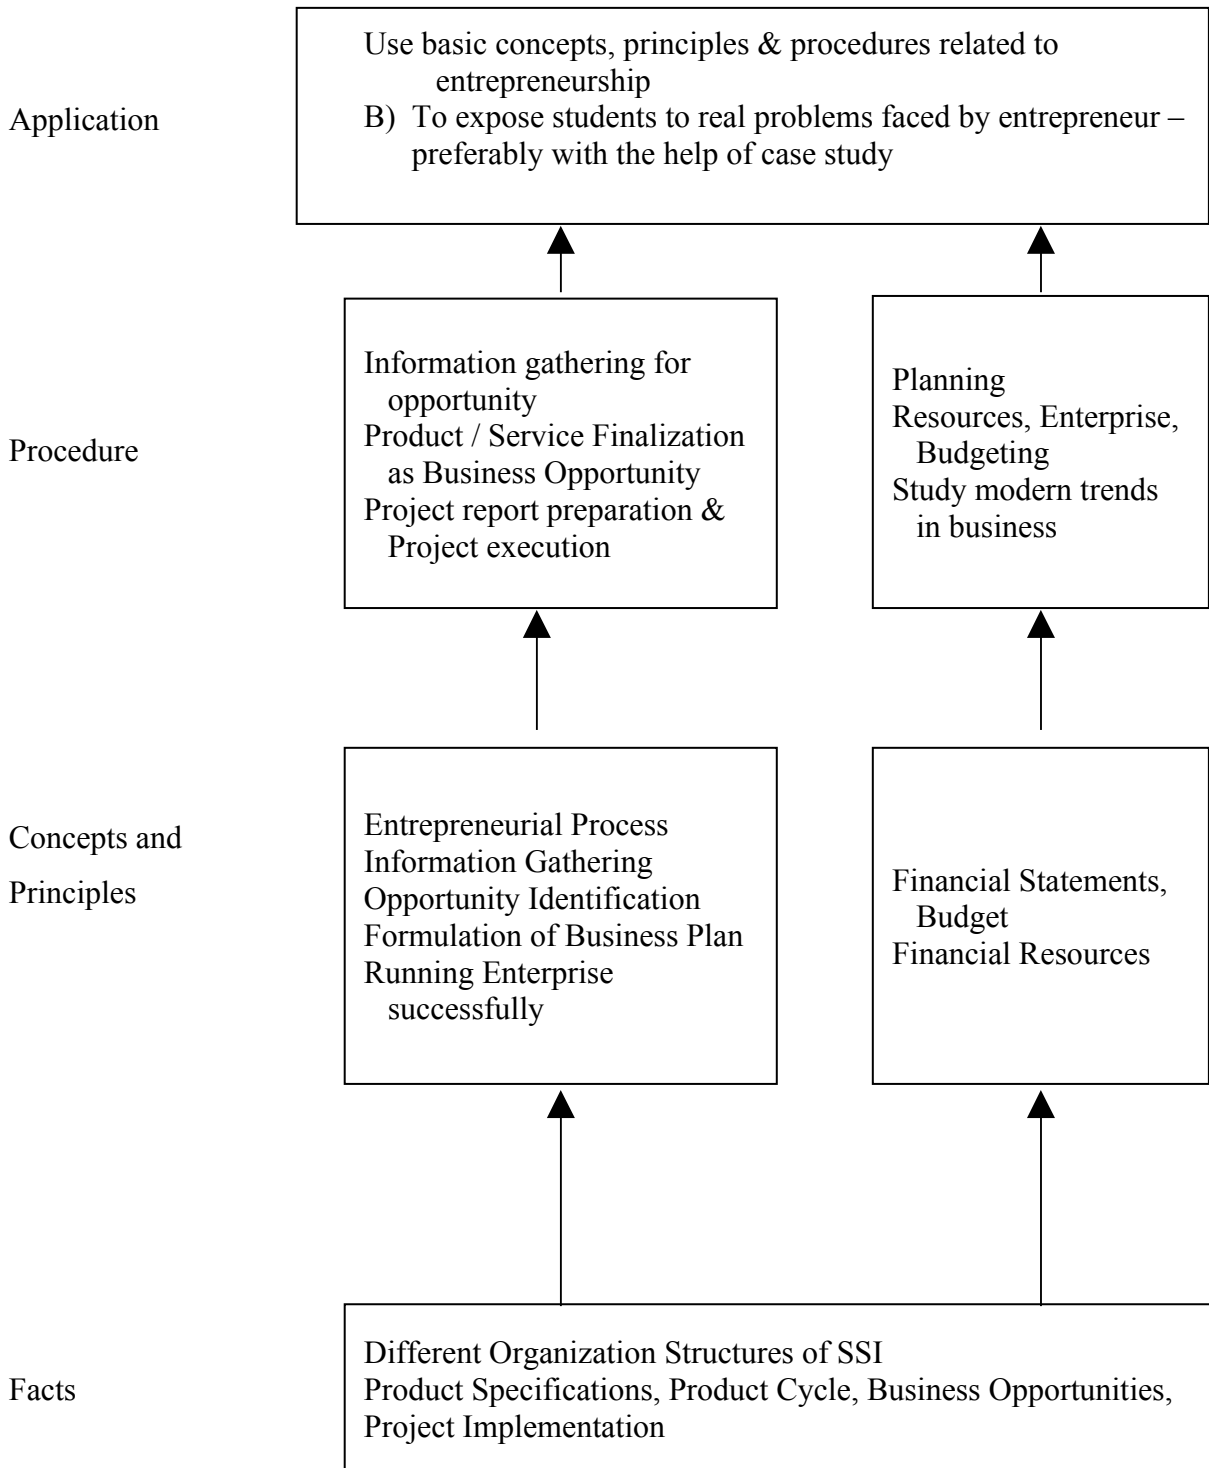 Use basic concepts, principles & procedures related to
entrepreneurship
Application
B) To expose students to real problems faced by entrepreneur –
preferably with the help of case study
Procedure
Information gathering for
opportunity
Product / Service Finalization
as Business Opportunity
Project report preparation &
Project execution
Planning
Resources, Enterprise,
Budgeting
Study modern trends
in business
Concepts and
Principles
Entrepreneurial Process
Information Gathering
Opportunity Identification
Formulation of Business Plan
Running Enterprise
successfully
Financial Statements,
Budget
Financial Resources
Facts
Different Organization Structures of SSI
Product Specifications, Product Cycle, Business Opportunities,
Project Implementation